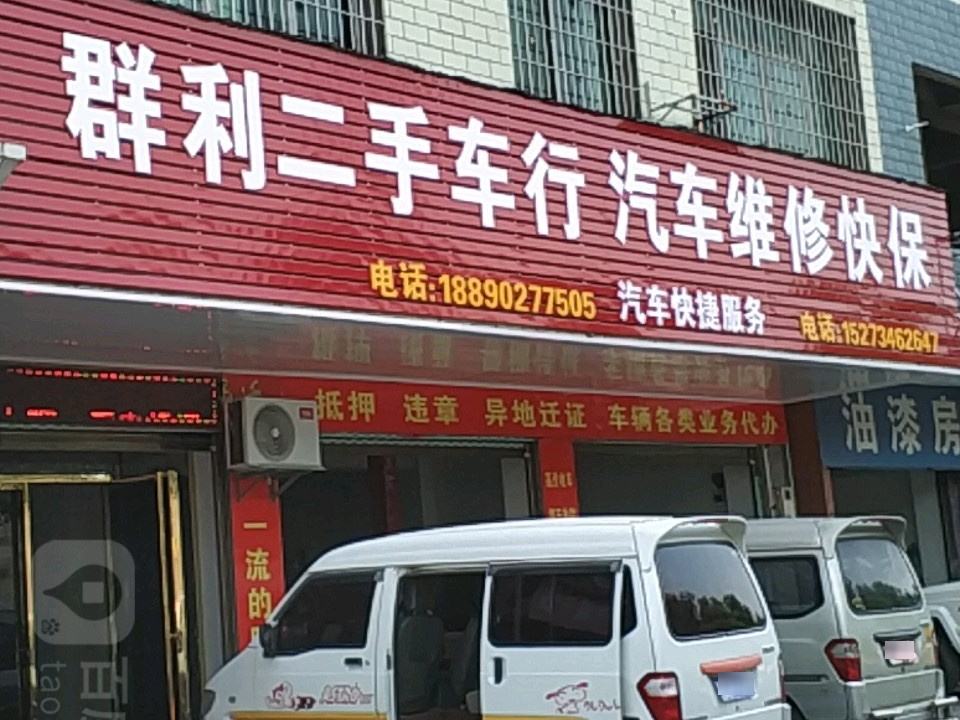 群利二手车行 汽车维修快保
电话:18890277505 汽车快捷服务 电话:15273462647
抵押 违章 异地迁证 车辆各类业务代办
油漆房
一流的